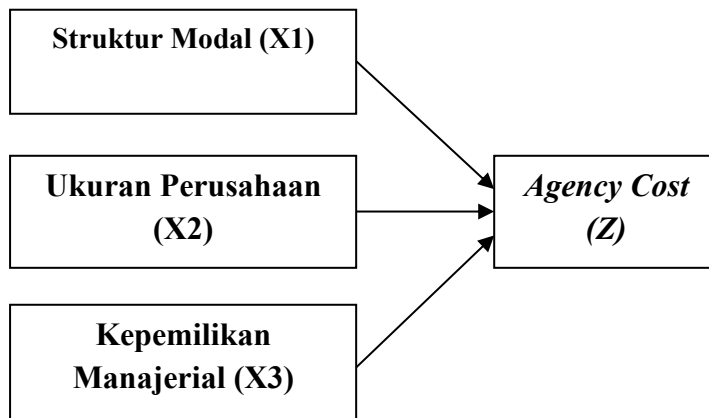 Struktur Modal (X1)
Ukuran Perusahaan
(X2)
Agency Cost
(Z)
Kepemilikan
Manajerial (X3)